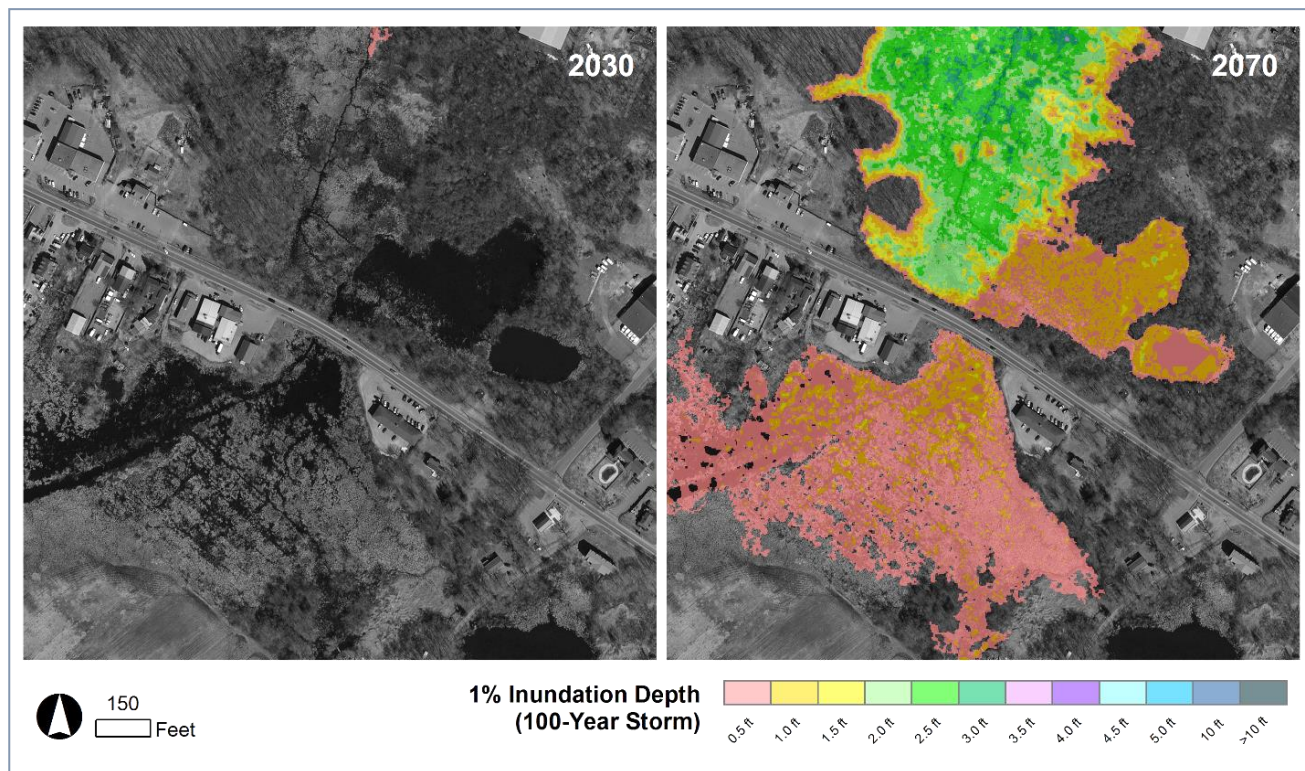 2030
2070
150
Feet
1% Inundation Depth
(100-Year Storm)
0.5 ft
1.0 ft
1.5 ft
2.0 ft
2.5 ft
3.0 ft
3.5 ft
4.0 ft
4.5 ft
5.0 ft
10 ft
>10 ft